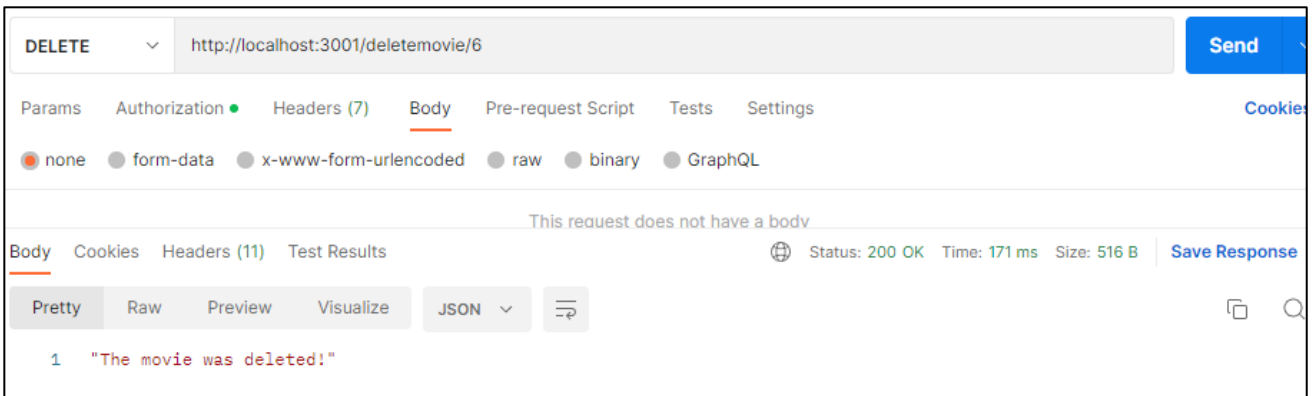 DELETE http://localhost:3001/deletemovie/6 Send
Params Authorization Headers (7) Body Pre-request Script Tests Settings Cookies
none form-data x-www-form-urlencoded raw binary GraphQL
This request does not have a body
Body Cookies Headers (11) Test Results Status: 200 OK Time: 171 ms Size: 516 B Save Response
Pretty Raw Preview Visualize JSON
1 "The movie was deleted!"